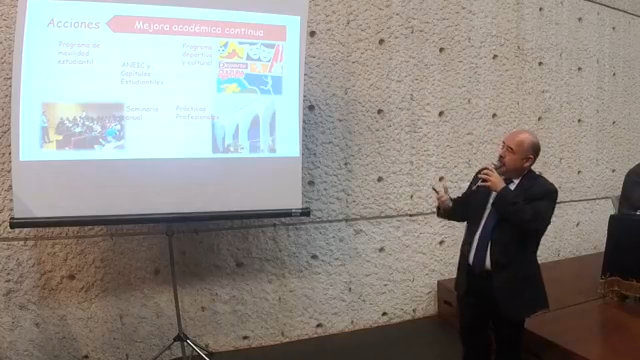 Acciones
Mejora académica continua
Programa de
movilidad
estudiantil
ANEIC y
Capítulos
Estudiantiles
Programa
deportivo
y cultural
Seminario
anual
Prácticas
Profesionales